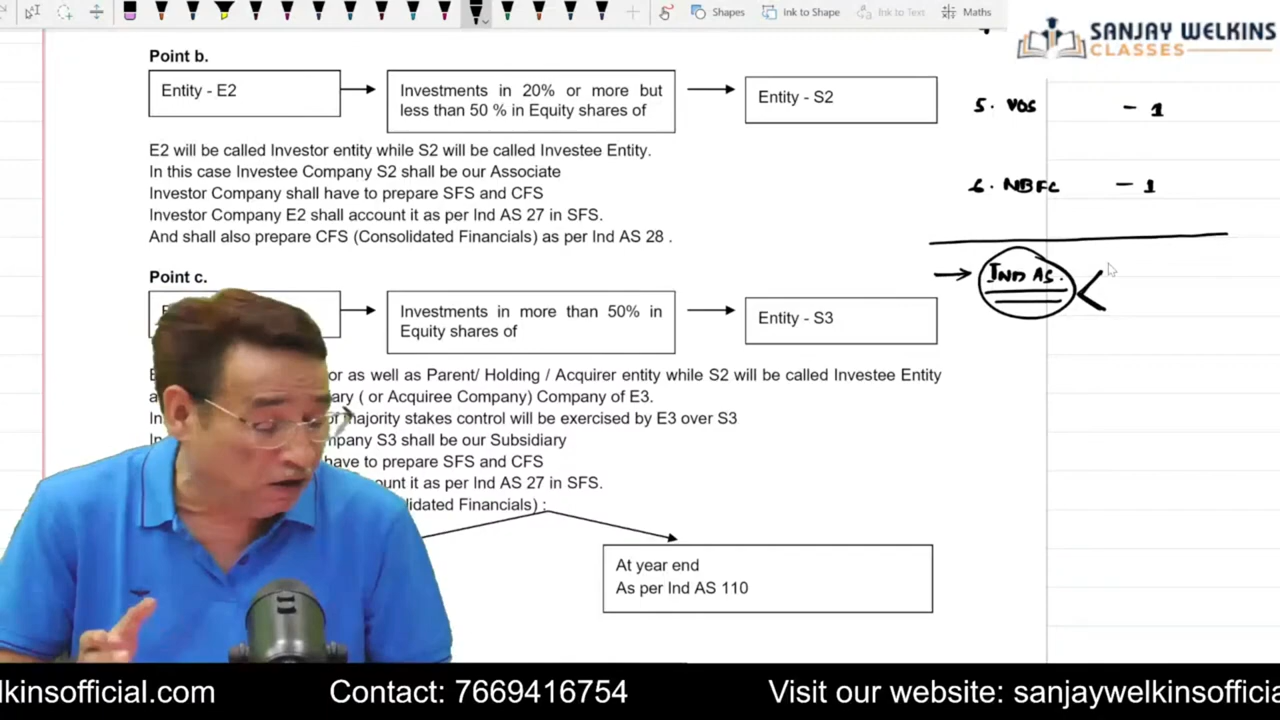 Shapes
Ink to Shape
Ink to Text
Maths
SANJAY WELKINS
CLASSES
Point b.
Entity - E2
Investments in 20% or more but
less than 50 % in Equity shares of
Entity - S2
E2 will be called Investor entity while S2 will be called Investee Entity.
In this case Investee Company S2 shall be our Associate
Investor Company shall have to prepare SFS and CFS
Investor Company E2 shall account it as per Ind AS 27 in SFS.
And shall also prepare CFS (Consolidated Financials) as per Ind AS 28 .
5. VOS - 1
6. NBFC - 1
IND AS.
Point c.
Investments in more than 50% in
Equity shares of
Entity - S3
or as well as Parent/ Holding / Acquirer entity while S2 will be called Investee Entity
( or Acquiree Company) Company of E3.
majority stakes control will be exercised by E3 over S3
S3 shall be our Subsidiary
have to prepare SFS and CFS
it as per Ind AS 27 in SFS.
Financials) :
At year end
As per Ind AS 110
Contact: 7669416754
Visit our website: